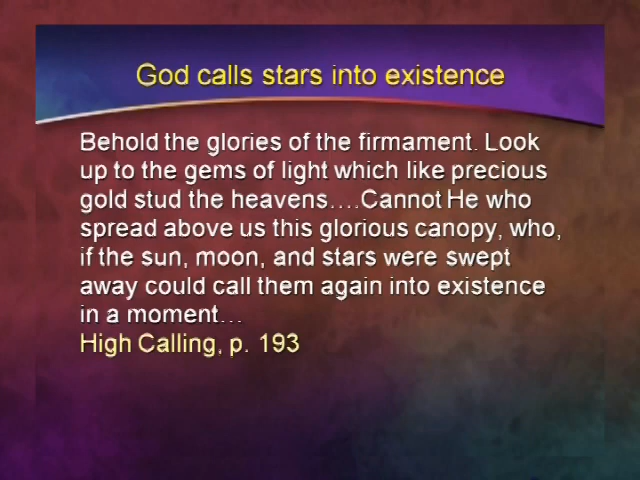 God calls stars into existence
Behold the glories of the firmament. Look
up to the gems of light which like precious
gold stud the heavens....Cannot He who
spread above us this glorious canopy, who,
if the sun, moon, and stars were swept
away could call them again into existence
in a moment...
High Calling, p. 193